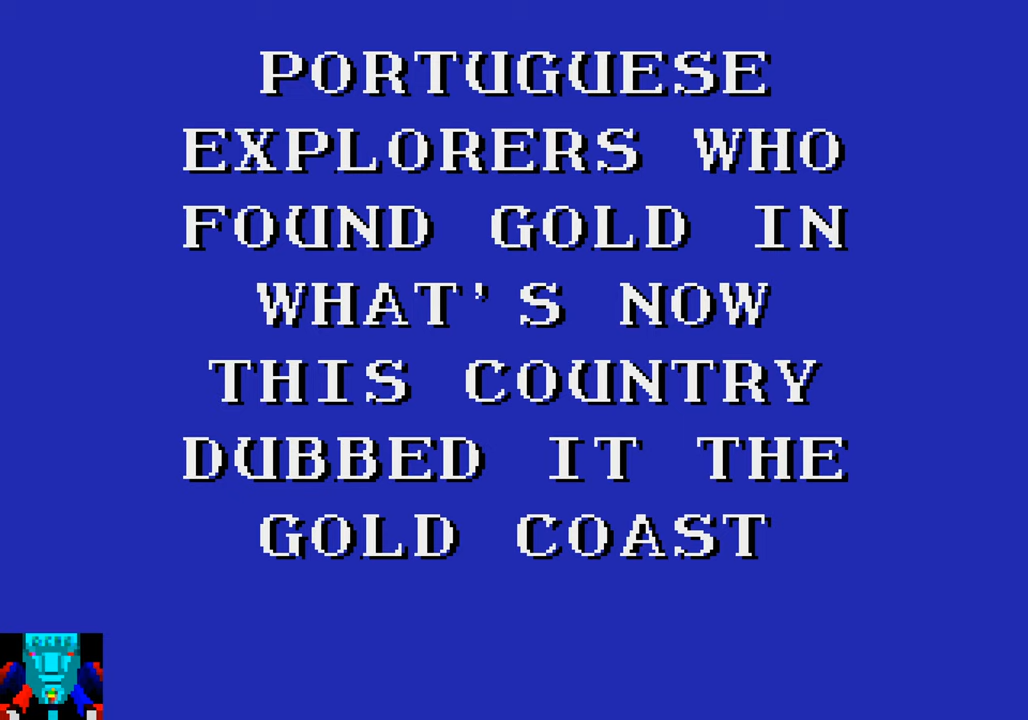 PORTUGUESE
EXPLORERS WHO
FOUND GOLD IN
WHAT'S NOW
THIS COUNTRY
DUBBED IT THE
GOLD COAST